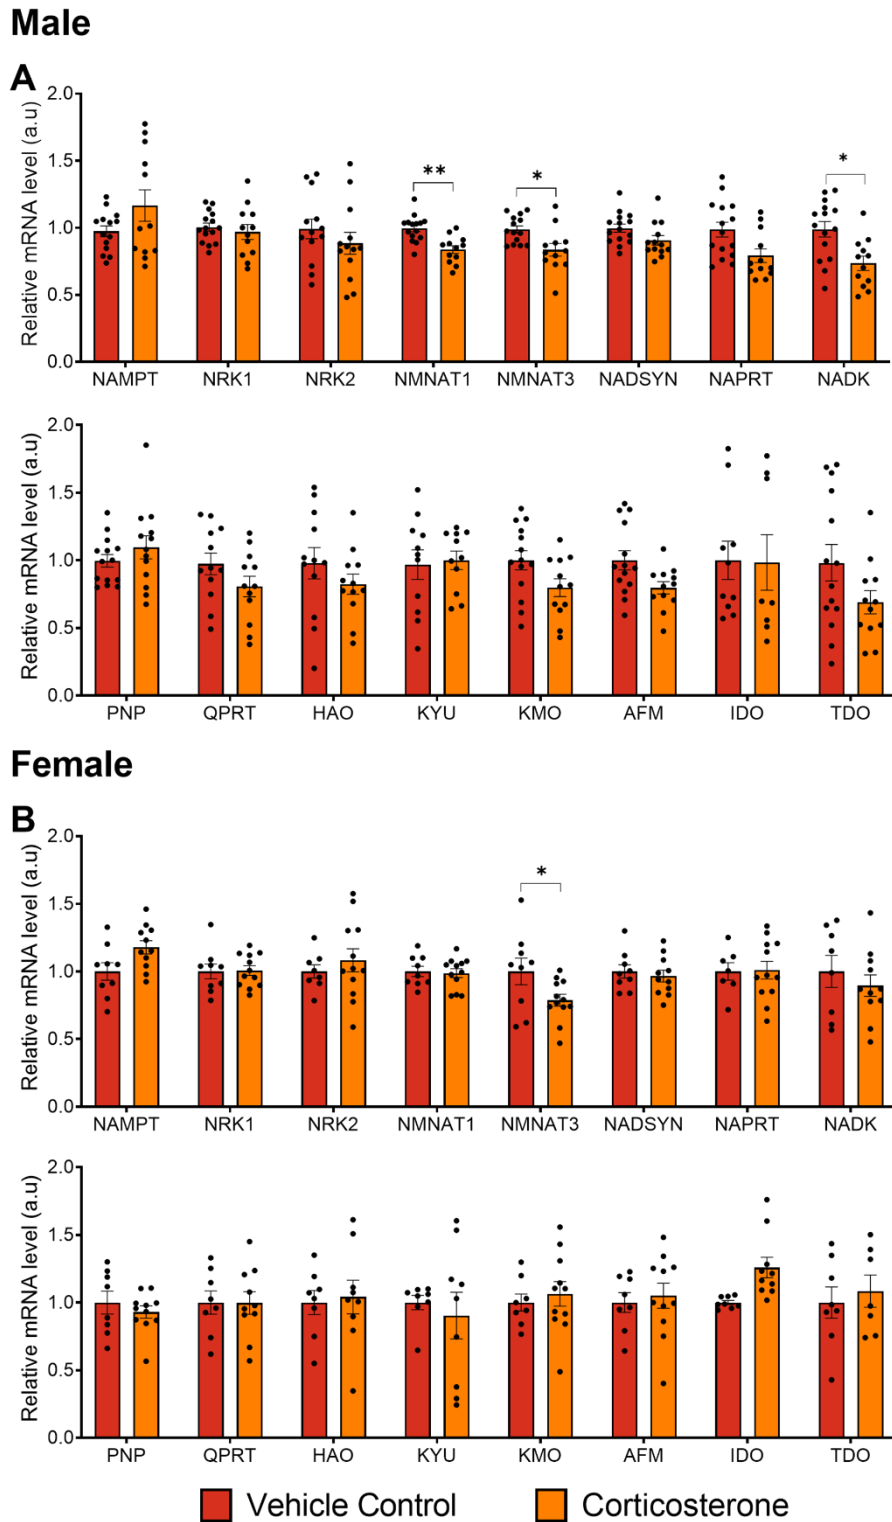 Male
A
Relative mRNA level (a.u)
2.0
1.5
1.0
0.5
0.0
** * *
NAMPT NRK1 NRK2 NMNAT1 NMNAT3 NADSYN NAPRT NADK
Relative mRNA level (a.u)
2.0
1.5
1.0
0.5
0.0
PNP QPRT HAO KYU KMO AFM IDO TDO
Female
B
Relative mRNA level (a.u)
2.0
1.5
1.0
0.5
0.0
*
NAMPT NRK1 NRK2 NMNAT1 NMNAT3 NADSYN NAPRT NADK
Relative mRNA level (a.u)
2.0
1.5
1.0
0.5
0.0
PNP QPRT HAO KYU KMO AFM IDO TDO
Vehicle Control Corticosterone